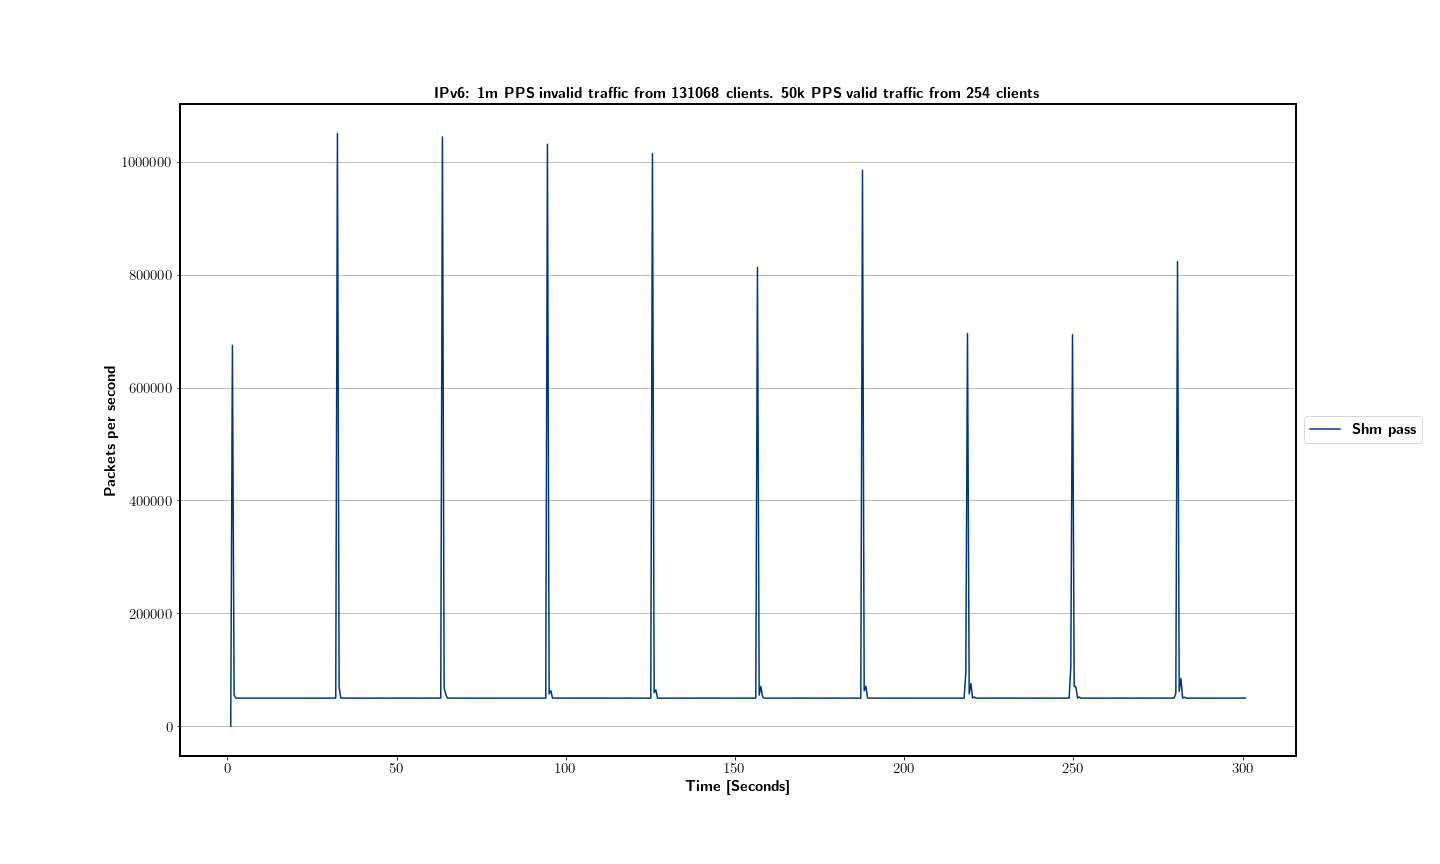 IPv6: 1m PPS invalid traffic from 131068 clients. 50k PPS valid traffic from 254 clients
1000000
800000
600000
400000
200000
0
Packets per second
0 50 100 150 200 250 300
Time [Seconds]
Shm pass